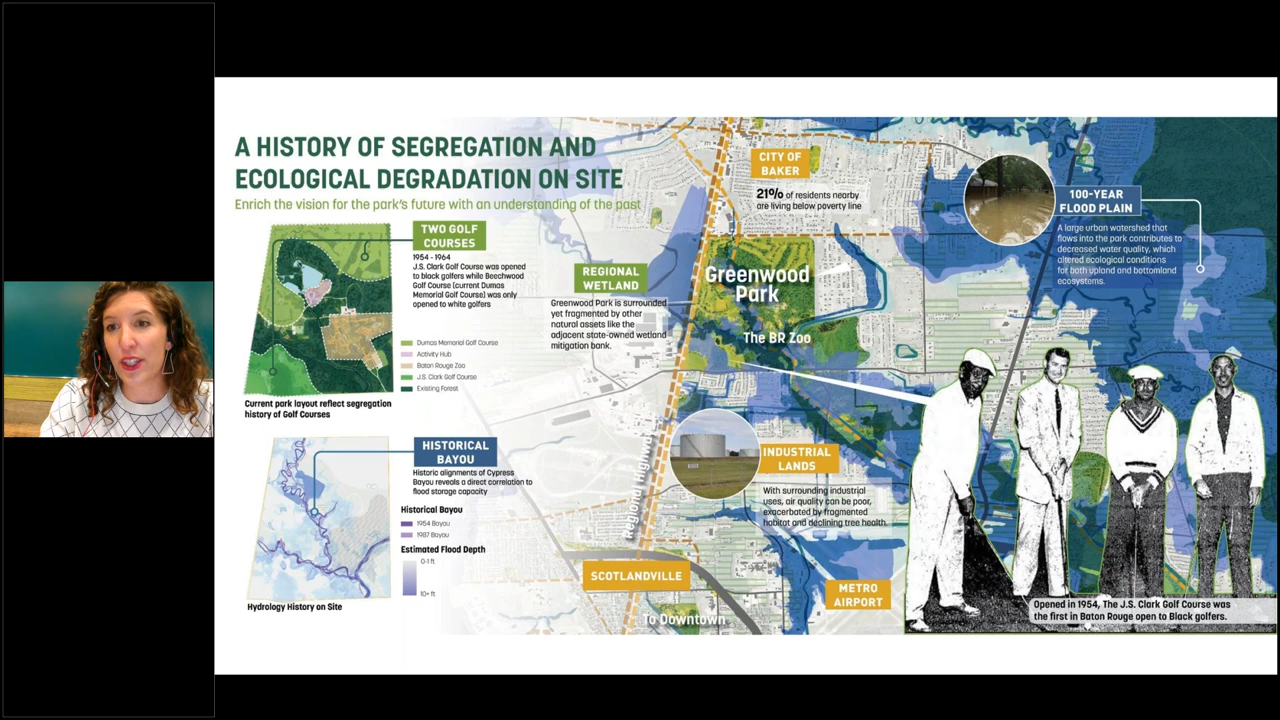 A HISTORY OF SEGREGATION AND
ECOLOGICAL DEGRADATION ON SITE
Enrich the vision for the park's future with an understanding of the past
TWO GOLF
COURSES
1954 - 1964
J.S. Clark Golf Course was opened
to black golfers while Beechwood
Golf Course (current Dumas
Memorial Golf Course) was only
opened to white golfers
Dumas Memorial Golf Course
Activity Hub
Baton Rouge Zoo
J.S. Clark Golf Course
Existing Forest
Current park layout reflect segregation
history of Golf Courses
HISTORICAL
BAYOU
Historic alignments of Cypress
Bayou reveals a direct correlation to
flood storage capacity
Historical Bayou
1954 Bayou
1987 Bayou
Estimated Flood Depth
0-1 ft
10+ ft
Hydrology History on Site
REGIONAL
WETLAND
Greenwood Park is surrounded
yet fragmented by other
natural assets like the
adjacent state-owned wetland
mitigation bank.
CITY OF
BAKER
21% of residents nearby
are living below poverty line
Greenwood
Park
The BR Zoo
Regional Highway
INDUSTRIAL
LANDS
With surrounding industrial
uses, air quality can be poor,
exacerbated by fragmented
habitat and declining tree health.
SCOTLANDVILLE
To Downtown
METRO
AIRPORT
100-YEAR
FLOOD PLAIN
A large urban watershed that
flows into the park contributes to
decreased water quality, which
altered ecological conditions
for both upland and bottomland
ecosystems.
Opened in 1954, The J.S. Clark Golf Course was
the first in Baton Rouge open to Black golfers.